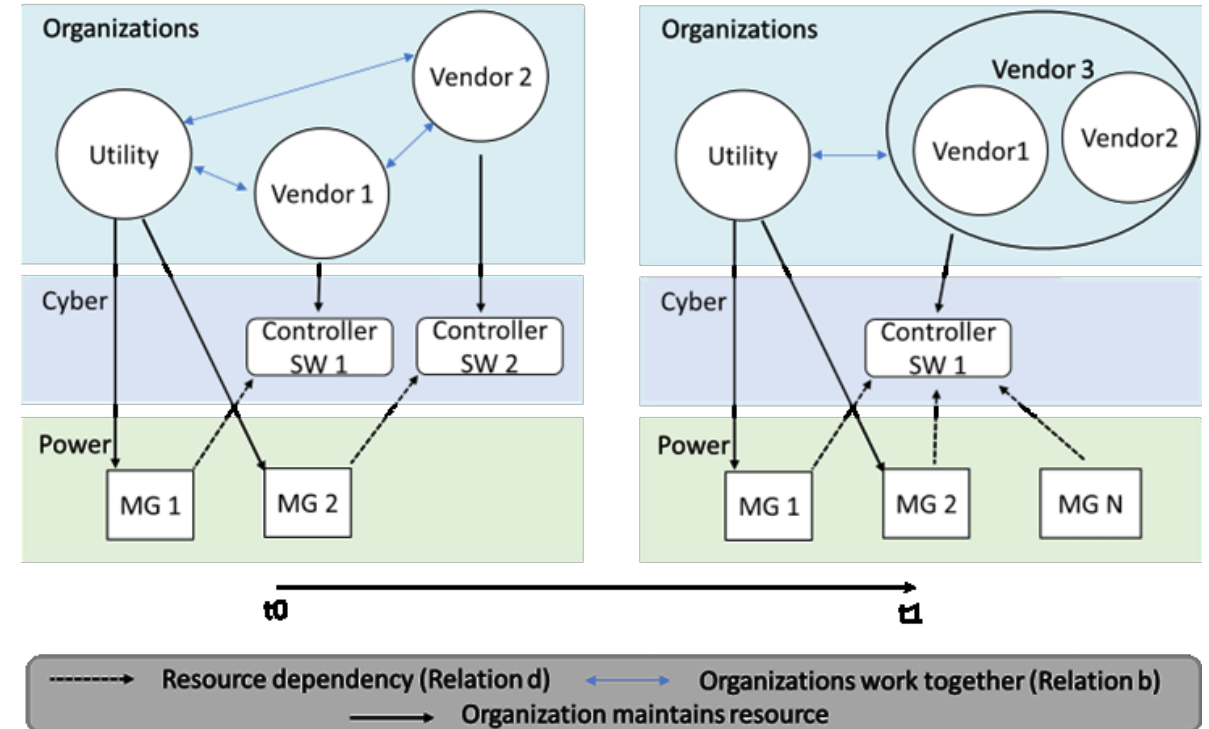 Organizations
Vendor 2
Utility
Vendor 1
Cyber
Controller
SW 1
Controller
SW 2
Power
MG 1
MG 2
Organizations
Vendor 3
Utility
Vendor1
Vendor2
Cyber
Controller
SW 1
Power
MG 1
MG 2
MG N
t0
t1
Resource dependency (Relation d)
Organizations work together (Relation b)
Organization maintains resource